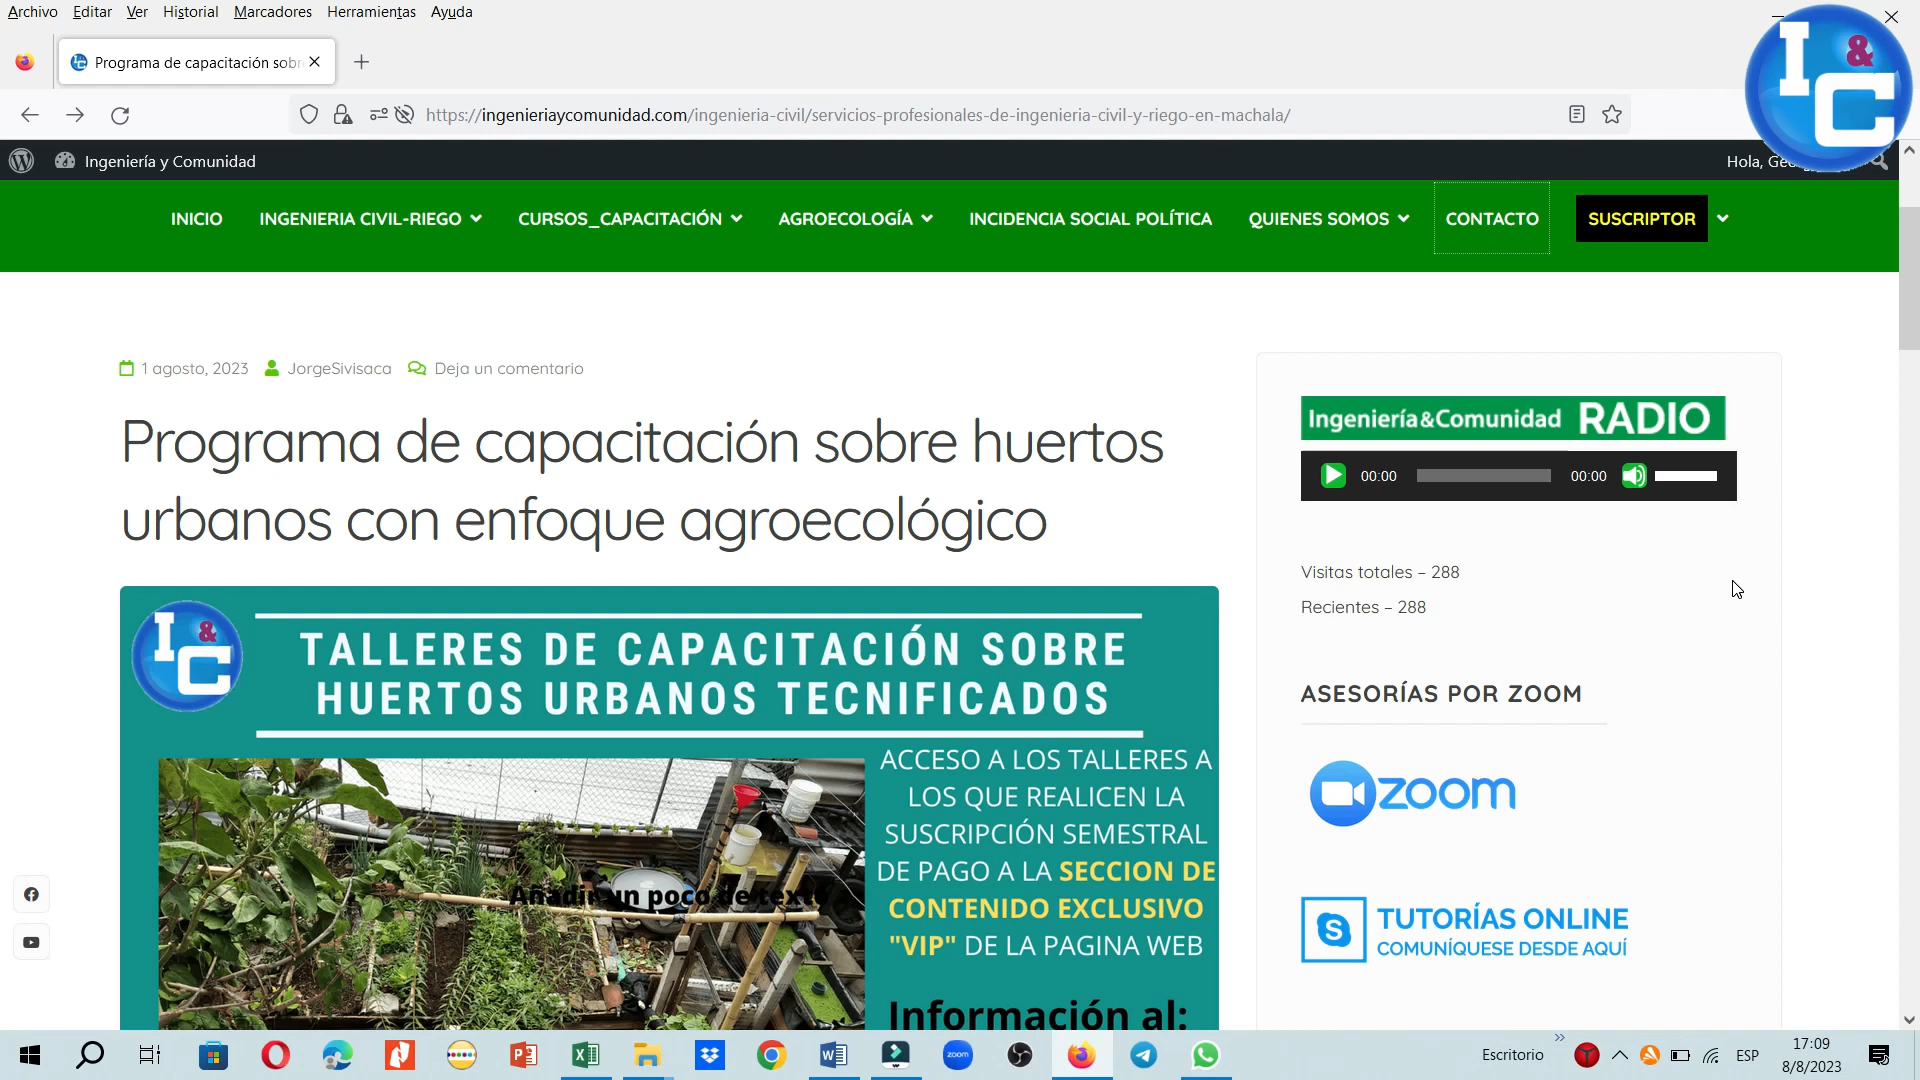 Archivo Editar Ver Historial Marcadores Herramientas Ayuda
Programa de capacitación sobr
https://ingenieriaycomunidad.com/ingenieria-civil/servicios-profesionales-de-ingenieria-civil-y-riego-en-machala/
I&C
Ingeniería y Comunidad
Hola,
INICIO INGENIERIA CIVIL-RIEGO CURSOS_CAPACITACIÓN AGROECOLOGÍA INCIDENCIA SOCIAL POLÍTICA QUIENES SOMOS CONTACTO SUSCRIPTOR
1 agosto, 2023 JorgeSivisaca Deja un comentario
Programa de capacitación sobre huertos
urbanos con enfoque agroecológico
I&C
TALLERES DE CAPACITACIÓN SOBRE
HUERTOS URBANOS TECNIFICADOS
ACCESO A LOS TALLERES A
LOS QUE REALICEN LA
SUSCRIPCIÓN SEMESTRAL
DE PAGO A LA SECCION DE
CONTENIDO EXCLUSIVO
"VIP" DE LA PAGINA WEB
Añadir un poco de texto
Información al:
Ingeniería&Comunidad RADIO
00:00 00:00
Visitas totales – 288
Recientes – 288
ASESORÍAS POR ZOOM
zoom
TUTORÍAS ONLINE
COMUNÍQUESE DESDE AQUÍ
zoom
Escritorio
ESP
17:09
8/8/2023